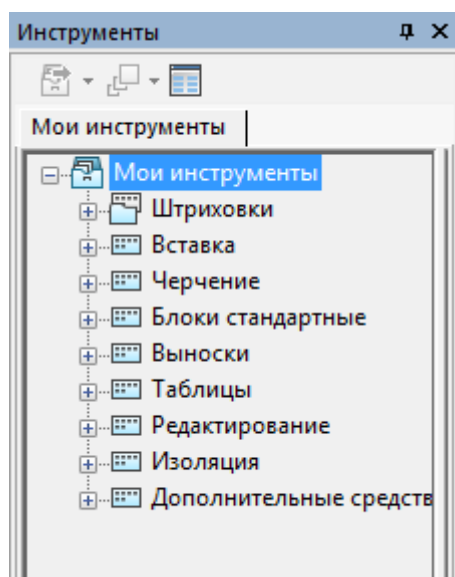 Инструменты
Мои инструменты
Мои инструменты
Штриховки
Вставка
Черчение
Блоки стандартные
Выноски
Таблицы
Редактирование
Изоляция
Дополнительные средств